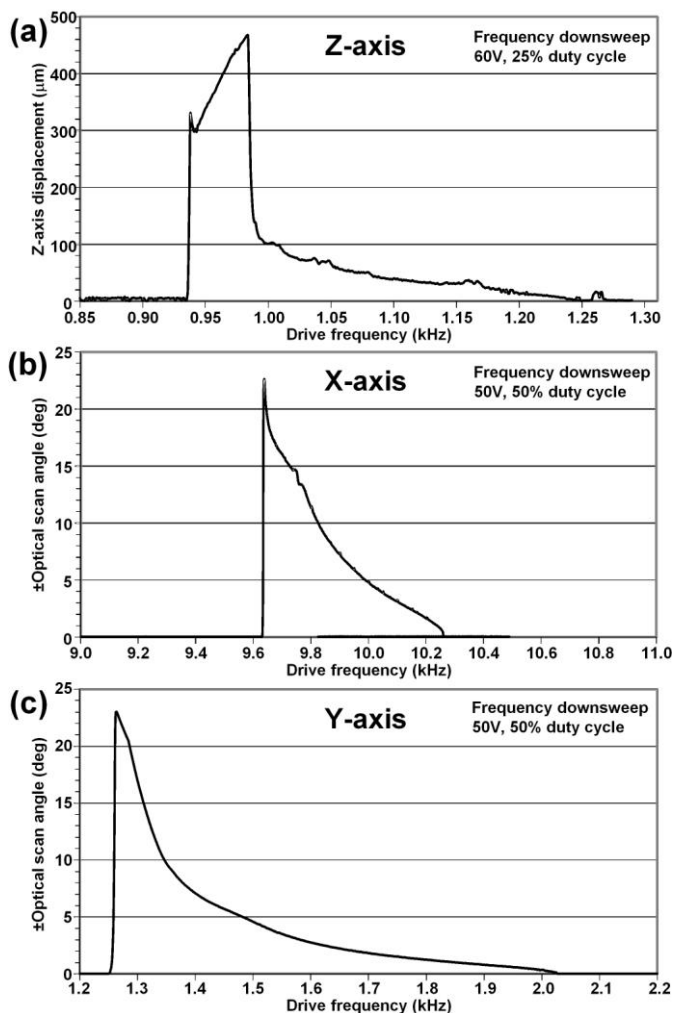 (a)
Z-axis
Frequency downsweep
60V, 25% duty cycle
Z-axis displacement (μm)
500
400
300
200
100
0
0.85 0.90 0.95 1.00 1.05 1.10 1.15 1.20 1.25 1.30
Drive frequency (kHz)
(b)
X-axis
Frequency downsweep
50V, 50% duty cycle
±Optical scan angle (deg)
25
20
15
10
5
0
9.0 9.2 9.4 9.6 9.8 10.0 10.2 10.4 10.6 10.8 11.0
Drive frequency (kHz)
(c)
Y-axis
Frequency downsweep
50V, 50% duty cycle
±Optical scan angle (deg)
25
20
15
10
5
0
1.2 1.3 1.4 1.5 1.6 1.7 1.8 1.9 2.0 2.1 2.2
Drive frequency (kHz)